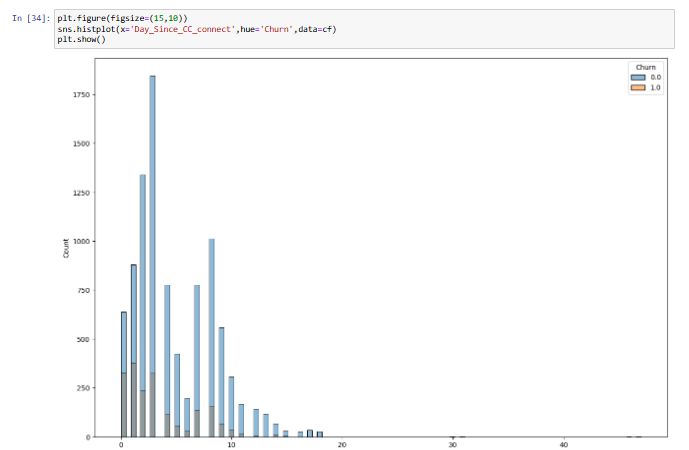 In [34]: plt.figure(figsize=(15,10))
sns.histplot(x='Day_Since_CC_connect',hue='Churn',data=cf)
plt.show()
Churn
0.0
1.0
1750
1500
1250
1000
750
500
250
0
Count
0 10 20 30 40